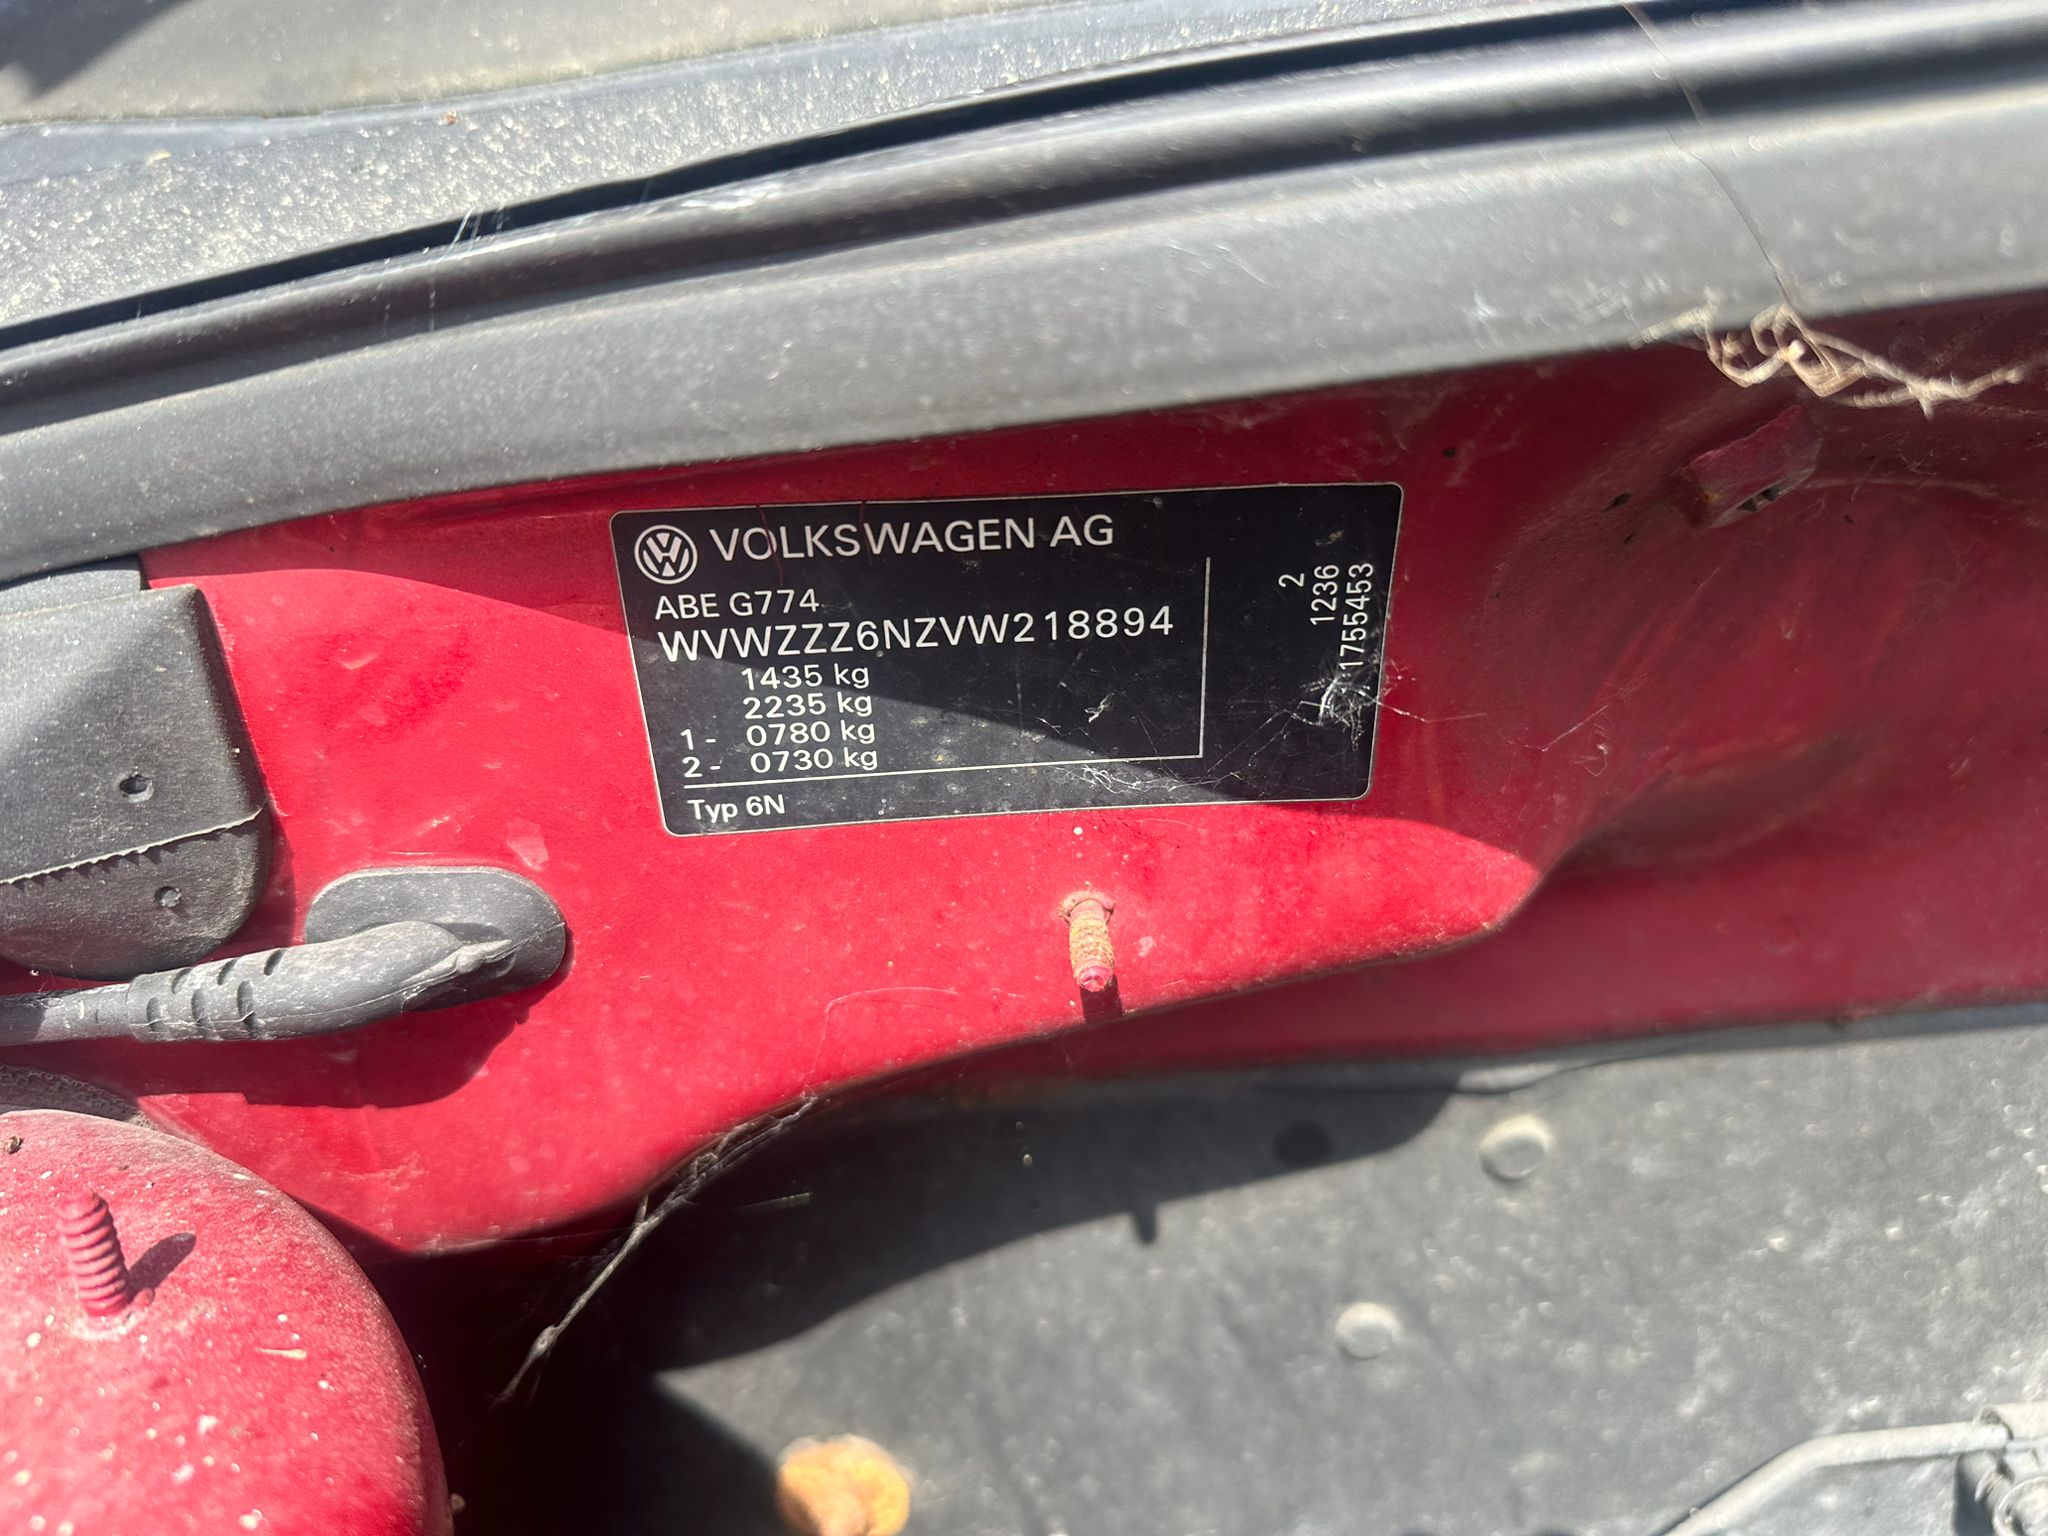 VOLKSWAGEN AG
ABE G774
WVWZZZ6NZVW218894
1435 kg
2235 kg
1- 0780 kg
2- 0730 kg
Typ 6N
2
1236
1755453